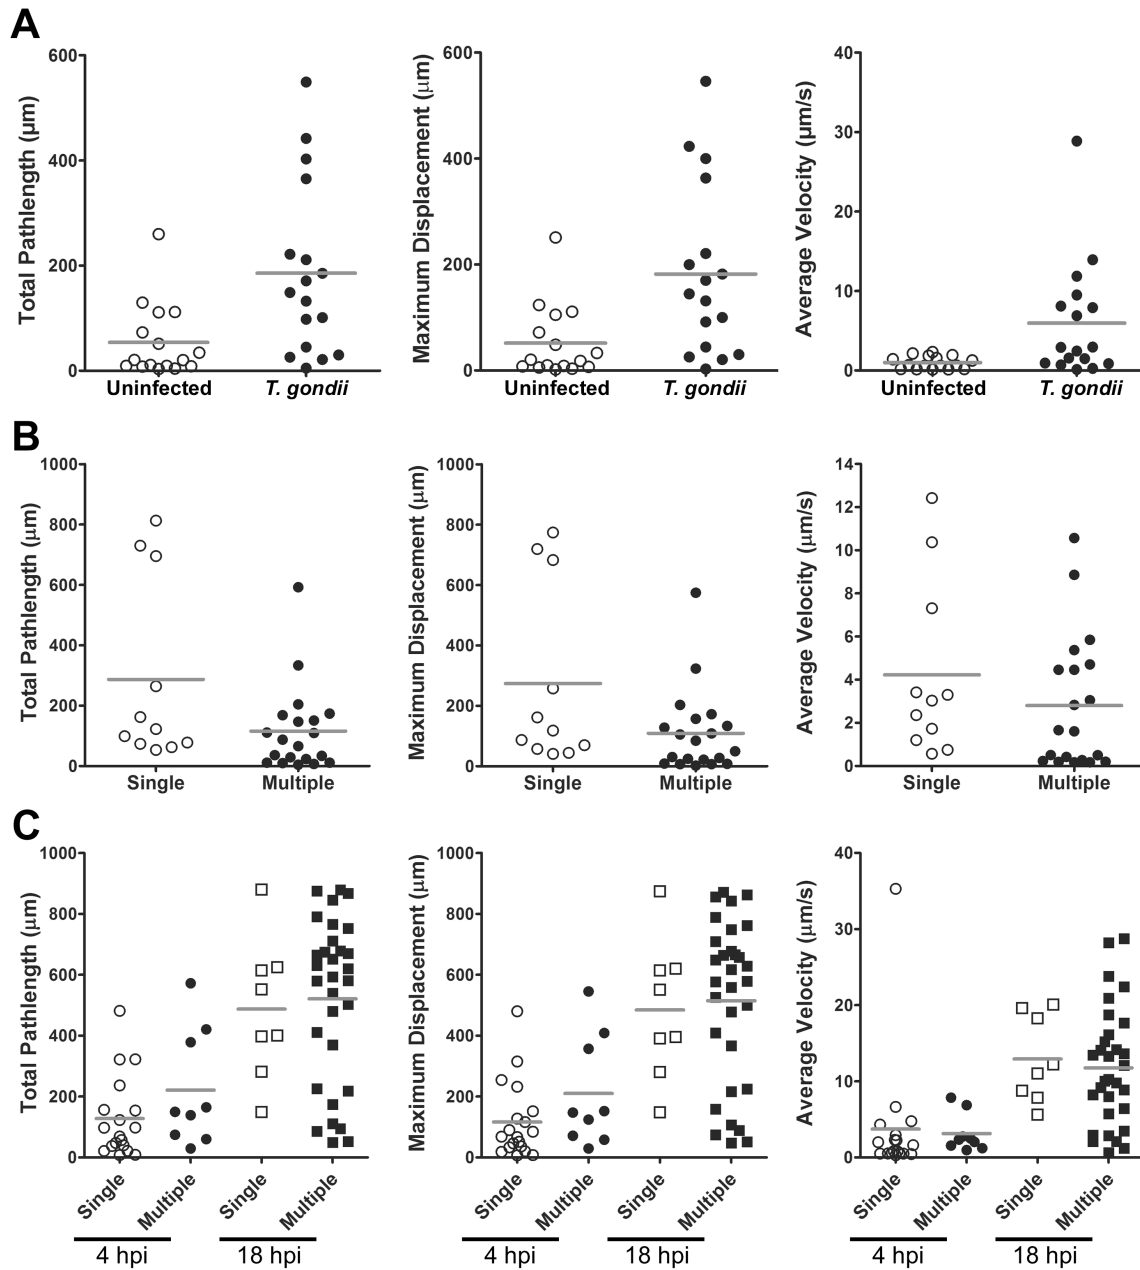 A
Total Pathlength (μm)
600
400
200
0
Uninfected
T. gondii
Maximum Displacement (μm)
600
400
200
0
Uninfected
T. gondii
Average Velocity (μm/s)
40
30
20
10
0
Uninfected
T. gondii
B
Total Pathlength (μm)
1000
800
600
400
200
0
Single
Multiple
Maximum Displacement (μm)
1000
800
600
400
200
0
Single
Multiple
Average Velocity (μm/s)
14
12
10
8
6
4
2
0
Single
Multiple
C
Total Pathlength (μm)
1000
800
600
400
200
0
Single
Multiple
Single
Multiple
4 hpi
18 hpi
Maximum Displacement (μm)
1000
800
600
400
200
0
Single
Multiple
Single
Multiple
4 hpi
18 hpi
Average Velocity (μm/s)
40
30
20
10
0
Single
Multiple
Single
Multiple
4 hpi
18 hpi